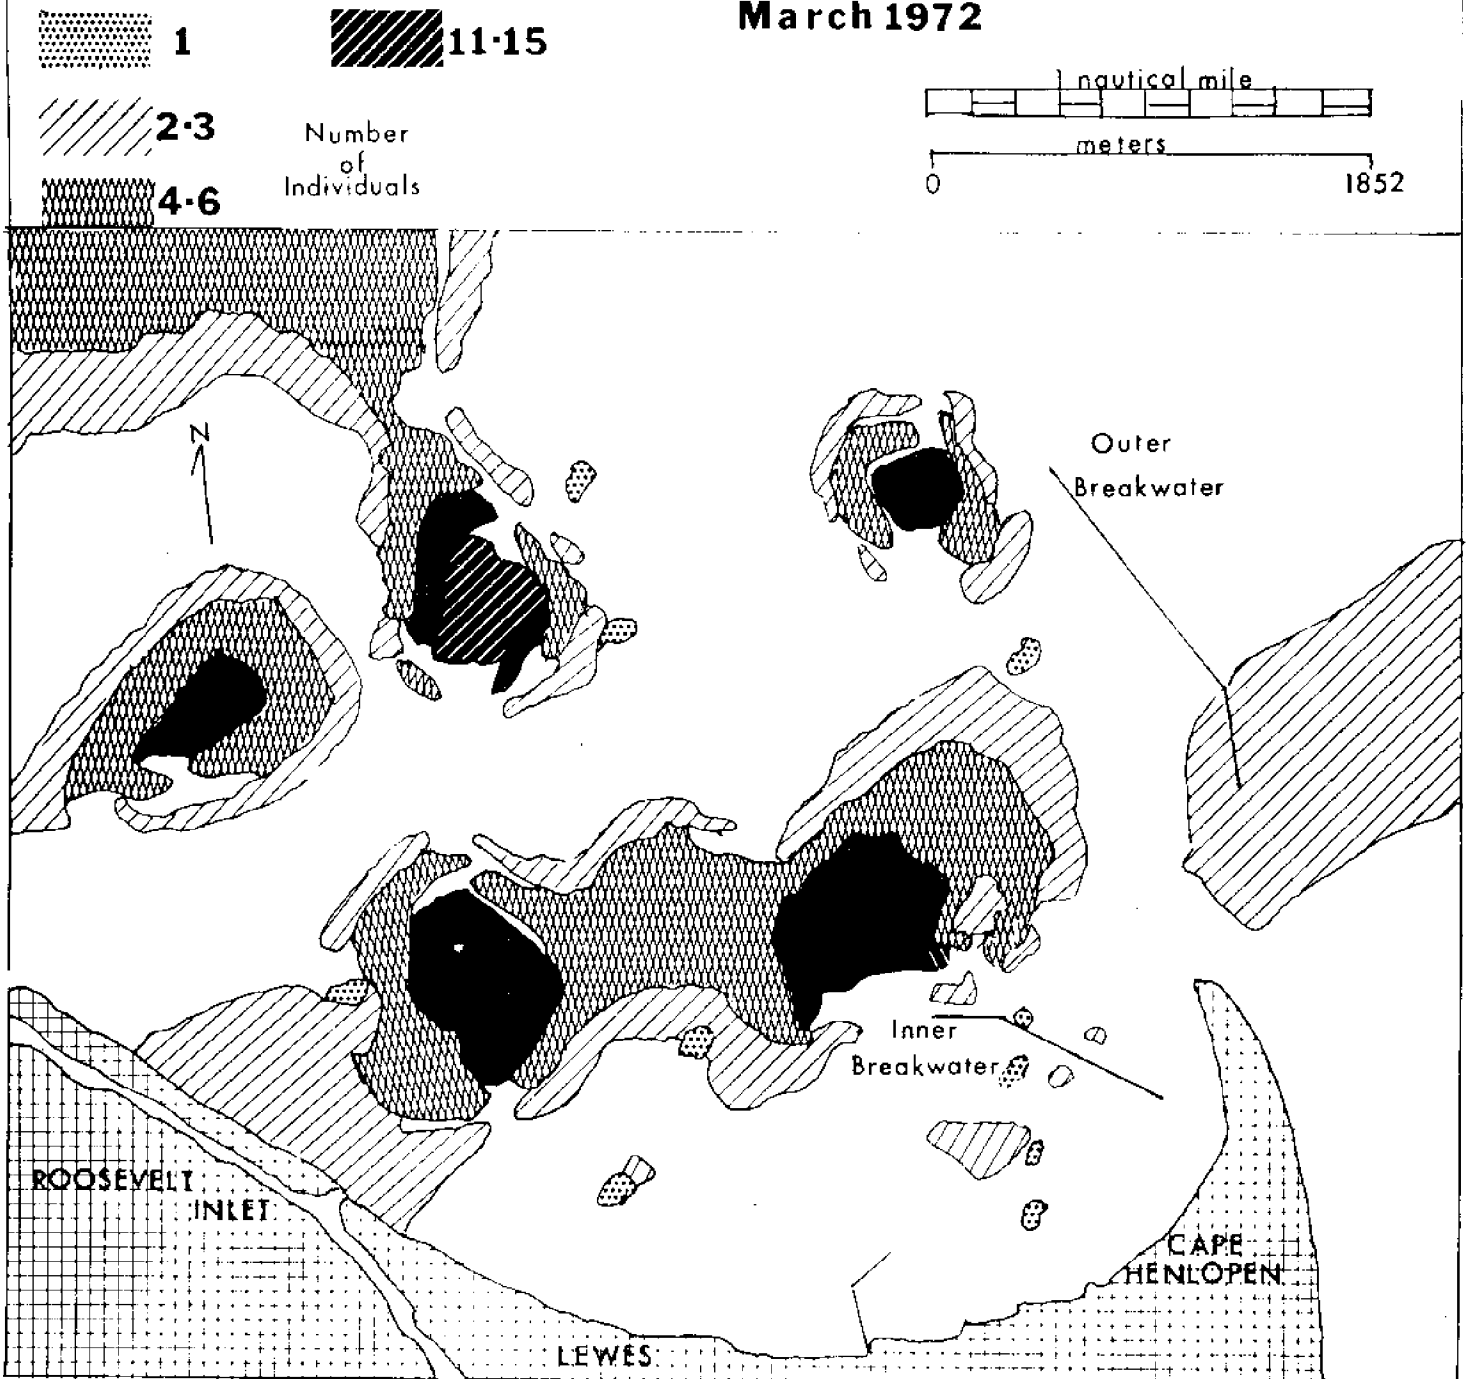 March 1972
1
11·15
2·3
4·6
Number
of
Individuals
1 nautical mile
meters
0
1852
N
Outer
Breakwater
Inner
Breakwater
ROOSEVELT
INLET
CAPE
HENLOPEN
LEWES